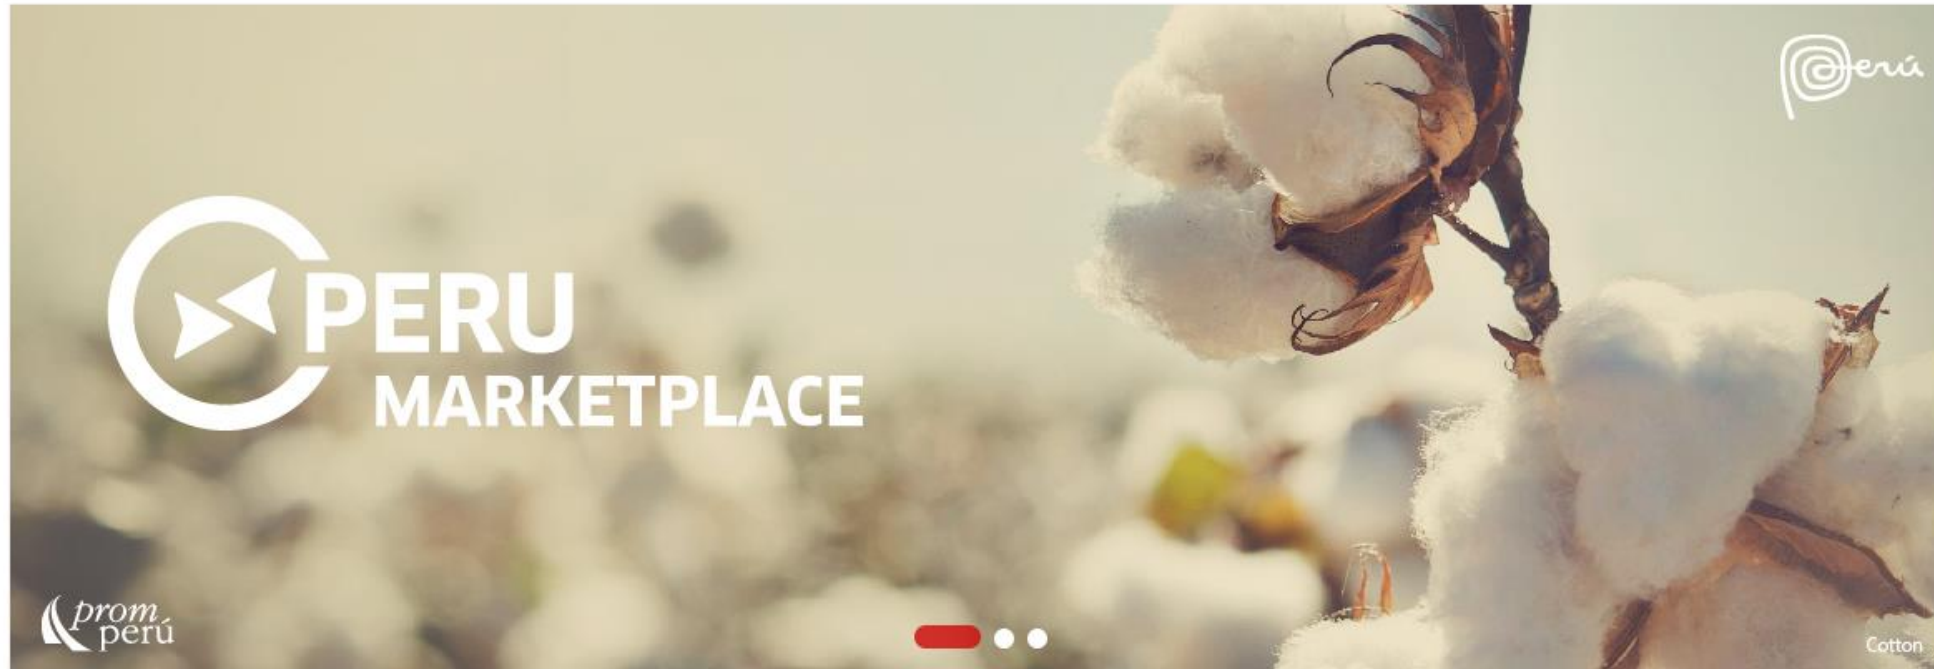 Perú
PERU
MARKETPLACE
prom
perú
Cotton